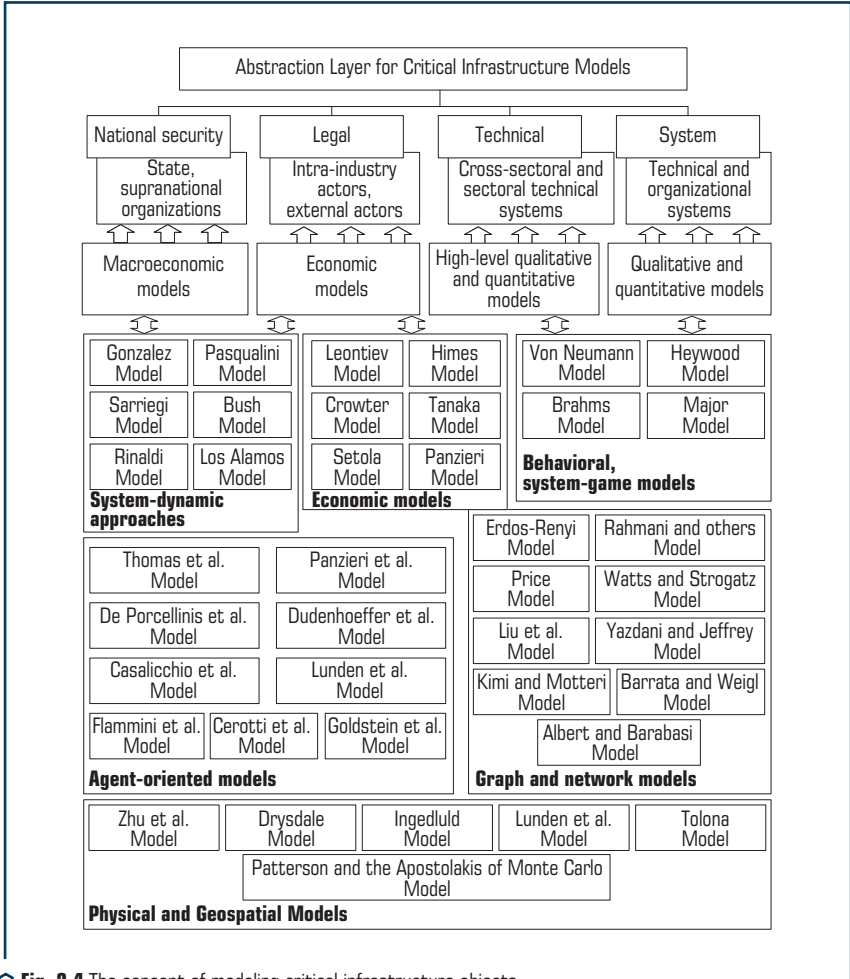 Abstraction Layer for Critical Infrastructure Models
National security
Legal
Technical
System
State,
supranational
organizations
Intra-industry
actors,
external actors
Cross-sectoral and
sectoral technical
systems
Technical and
organizational
systems
Macroeconomic
models
Economic
models
High-level qualitative
and quantitative
models
Qualitative and
quantitative models
Gonzalez
Model
Pasqualini
Model
Sarriegi
Model
Bush
Model
Rinaldi
Model
Los Alamos
Model
System-dynamic
approaches
Leontiev
Model
Himes
Model
Crowter
Model
Tanaka
Model
Setola
Model
Panzieri
Model
Economic models
Von Neumann
Model
Heywood
Model
Brahms
Model
Major
Model
Behavioral,
system-game models
Thomas et al.
Model
Panzieri et al.
Model
De Porcellinis et al.
Model
Dudenhoeffer et al.
Model
Casalicchio et al.
Model
Lunden et al.
Model
Flammini et al.
Model
Cerotti et al.
Model
Goldstein et al.
Model
Agent-oriented models
Erdos-Renyi
Model
Rahmani and others
Model
Price
Model
Watts and Strogatz
Model
Liu et al.
Model
Yazdani and Jeffrey
Model
Kimi and Motteri
Model
Barrata and Weigl
Model
Albert and Barabasi
Model
Graph and network models
Zhu et al.
Model
Drysdale
Model
Ingedluld
Model
Lunden et al.
Model
Tolona
Model
Patterson and the Apostolakis of Monte Carlo
Model
Physical and Geospatial Models
Fig. 2.4 The concept of modeling critical infrastructure objects